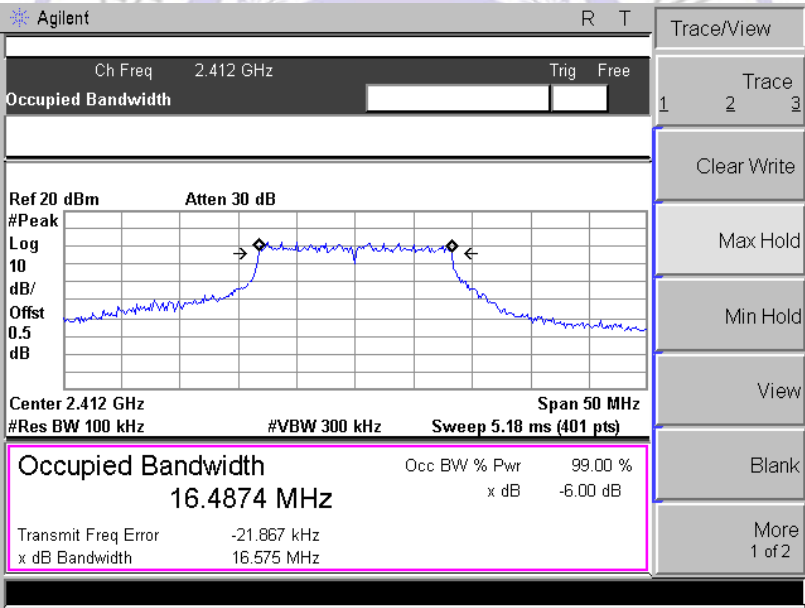 Agilent R T
Trace/View
Ch Freq 2.412 GHz Trig Free
Occupied Bandwidth
Trace
1 2 3
Clear Write
Max Hold
Min Hold
View
Blank
More
1 of 2
Ref 20 dBm Atten 30 dB
#Peak
Log
10
dB/
Offst
0.5
dB
Center 2.412 GHz Span 50 MHz
#Res BW 100 kHz #VBW 300 kHz Sweep 5.18 ms (401 pts)
Occupied Bandwidth Occ BW % Pwr 99.00 %
16.4874 MHz x dB -6.00 dB
Transmit Freq Error -21.867 kHz
x dB Bandwidth 16.575 MHz